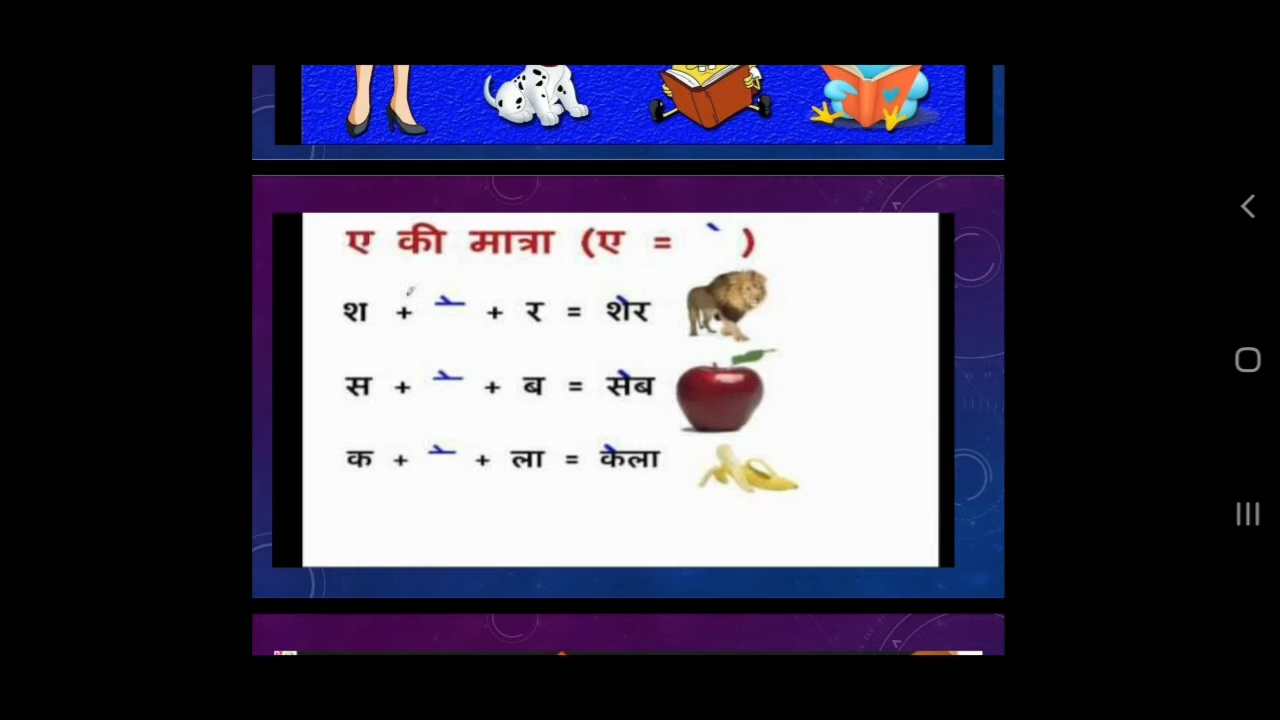 ए की मात्रा (ए = े )
श + े + र = शेर
स + े + ब = सेब
क + े + ला = केला